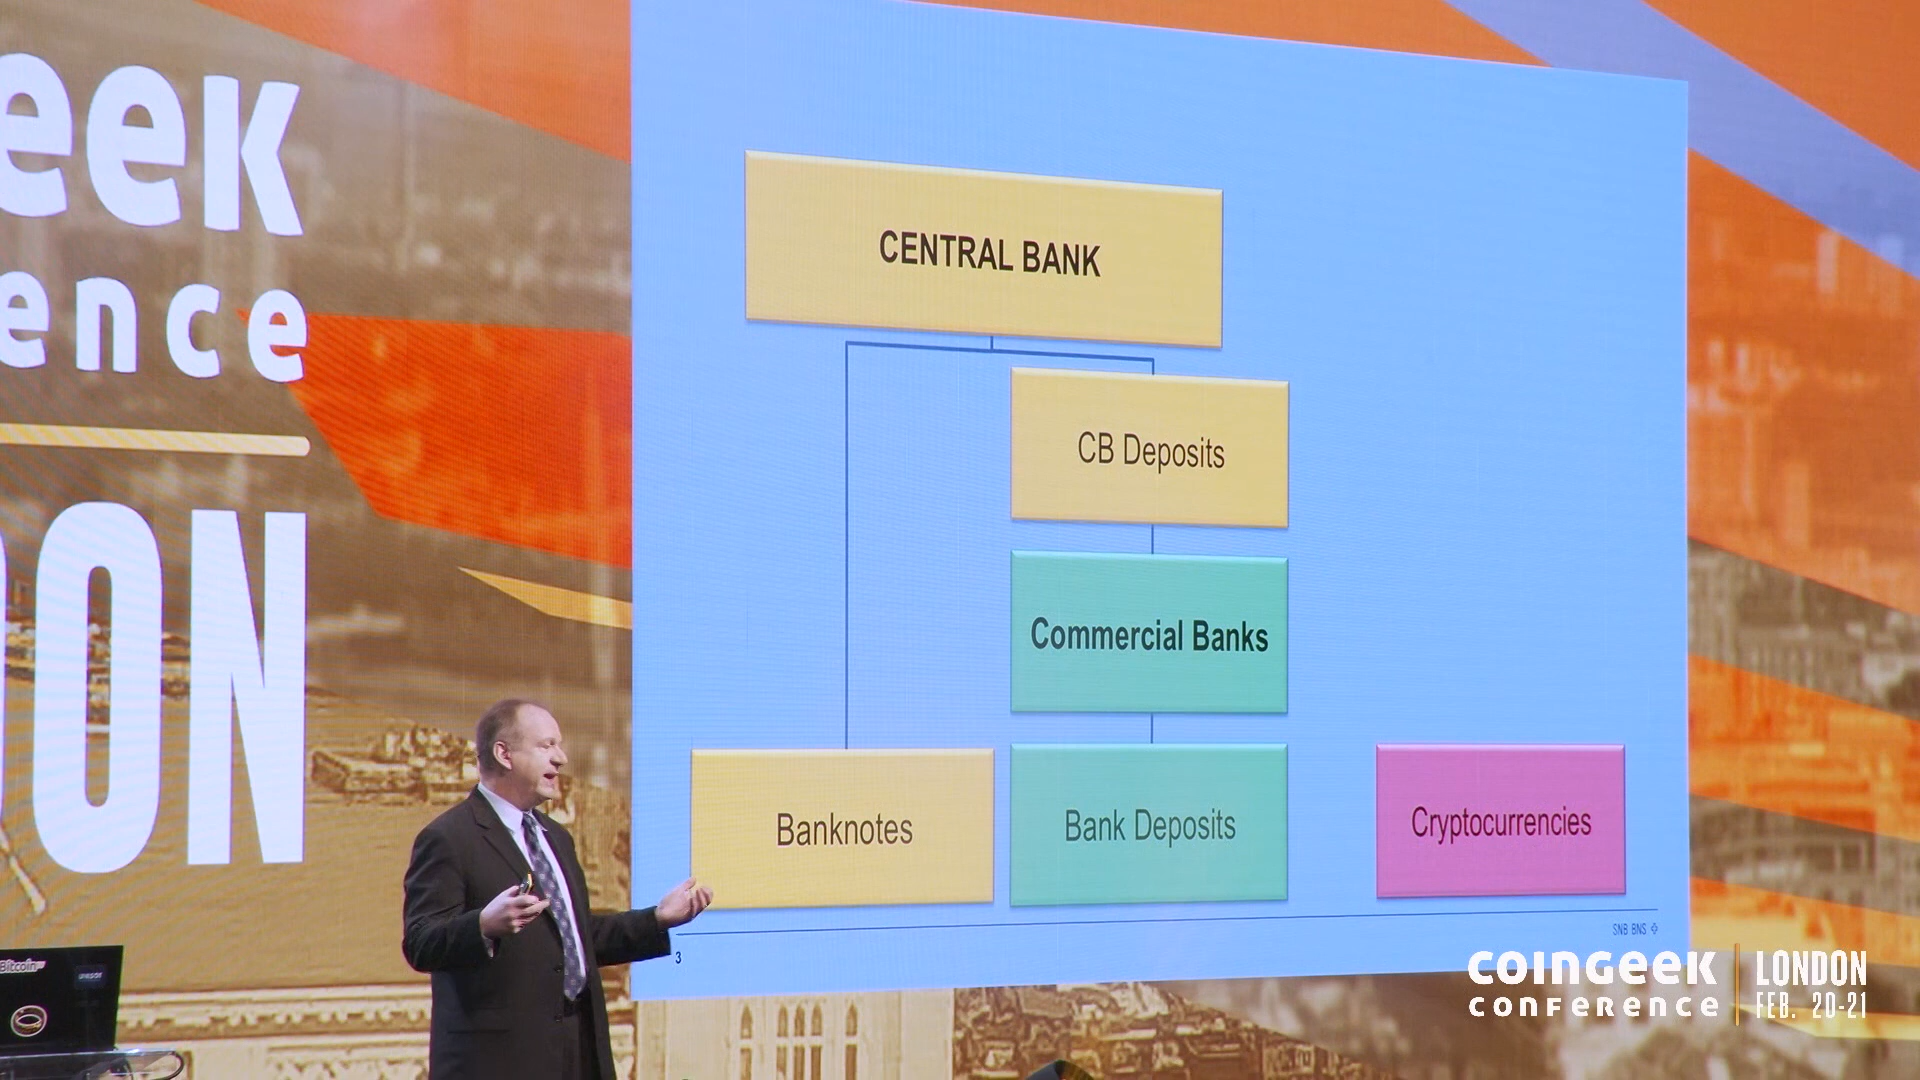 eek
ence
ON
CENTRAL BANK
CB Deposits
Commercial Banks
Banknotes
Bank Deposits
Cryptocurrencies
SNB BNS
3
Bitcoin
COINGEEK
CONFERENCE
LONDON
FEB. 20-21